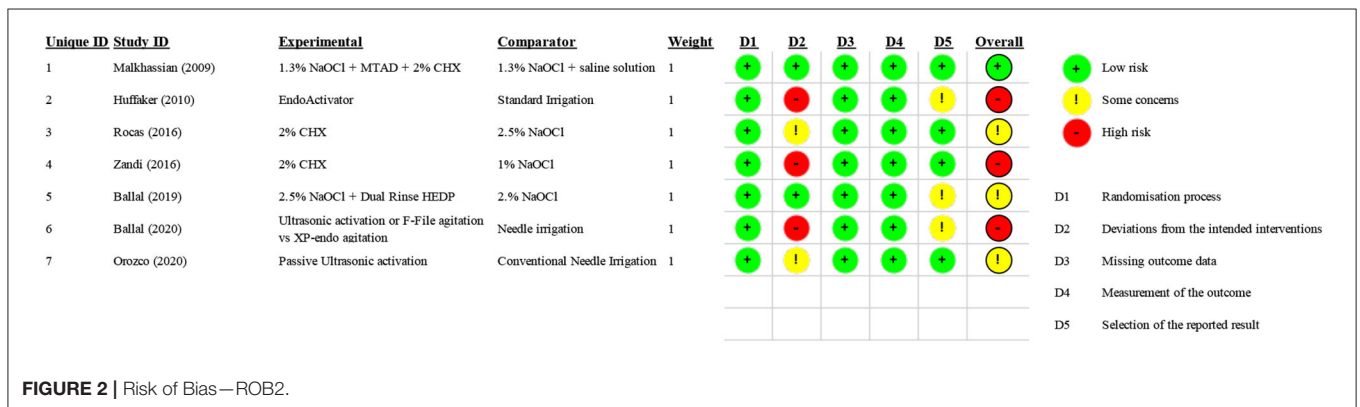 Unique ID Study ID Experimental Comparator Weight D1 D2 D3 D4 D5 Overall
1 Malkhassian (2009) 1.3% NaOCl + MTAD + 2% CHX 1.3% NaOCl + saline solution 1 + + + + + +
+ Low risk
2 Huffaker (2010) EndoActivator Standard Irrigation 1 + - + + ! -
! Some concerns
3 Rocas (2016) 2% CHX 2.5% NaOCl 1 + ! + + + !
- High risk
4 Zandi (2016) 2% CHX 1% NaOCl 1 + - + + + -
5 Ballal (2019) 2.5% NaOCl + Dual Rinse HEDP 2.% NaOCl 1 + + + + ! !
D1 Randomisation process
6 Ballal (2020) Ultrasonic activation or F-File agitation
vs XP-endo agitation Needle irrigation 1 + - + + ! -
D2 Deviations from the intended interventions
7 Orozco (2020) Passive Ultrasonic activation Conventional Needle Irrigation 1 + ! + + + !
D3 Missing outcome data
D4 Measurement of the outcome
D5 Selection of the reported result
FIGURE 2 | Risk of Bias—ROB2.